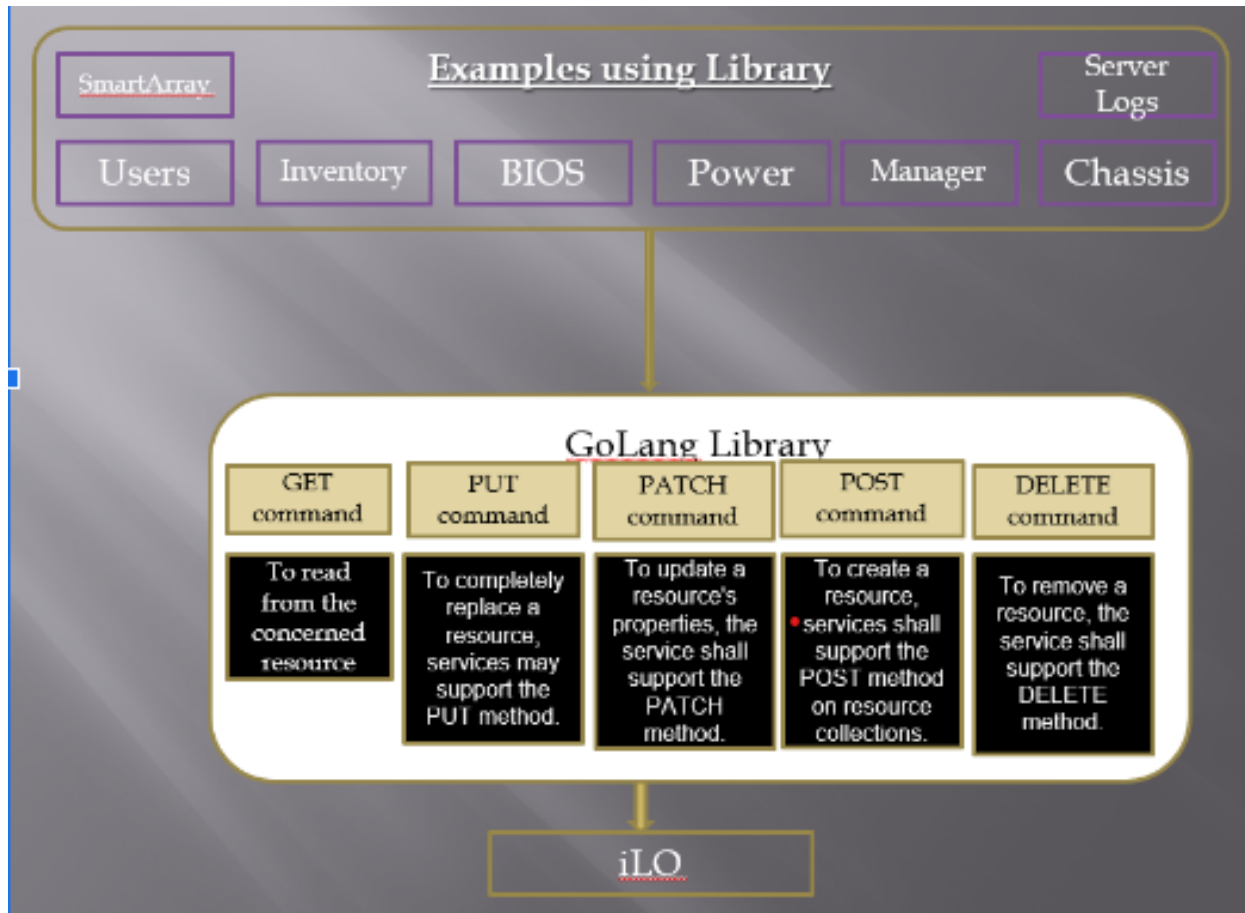 Examples using Library
SmartArray
Server
Logs
Users
Inventory
BIOS
Power
Manager
Chassis
GoLang Library
GET
command
To read
from the
concerned
resource
PUT
command
To completely
replace a
resource,
services may
support the
PUT method.
PATCH
command
To update a
resource's
properties, the
service shall
support the
PATCH
method.
POST
command
To create a
resource,
services shall
support the
POST method
on resource
collections.
DELETE
command
To remove a
resource, the
service shall
support the
DELETE
method.
iLO